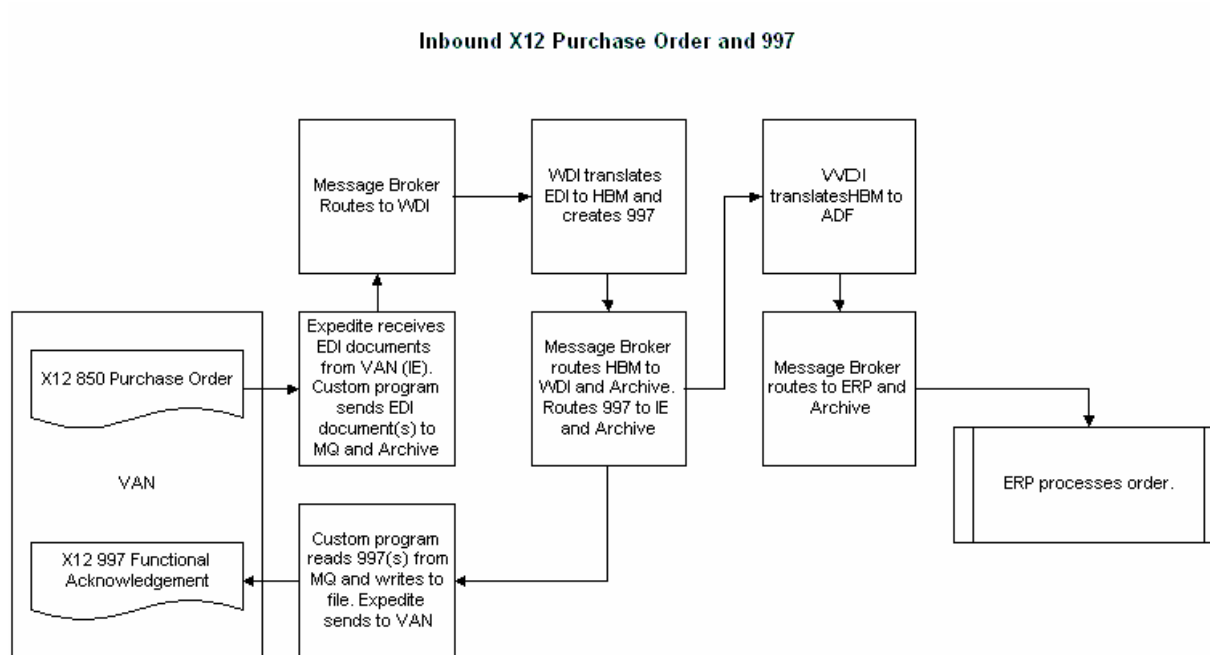 Inbound X12 Purchase Order and 997
Message Broker
Routes to WDI
WDI translates
EDI to HBM and
creates 997
WDI
translatesHBM to
ADF
X12 850 Purchase Order
Expedite receives
EDI documents
from VAN (IE).
Custom program
sends EDI
document(s) to
MQ and Archive
Message Broker
routes HBM to
WDI and Archive.
Routes 997 to IE
and Archive
Message Broker
routes to ERP and
Archive
ERP processes order.
VAN
X12 997 Functional
Acknowledgement
Custom program
reads 997(s) from
MQ and writes to
file. Expedite
sends to VAN